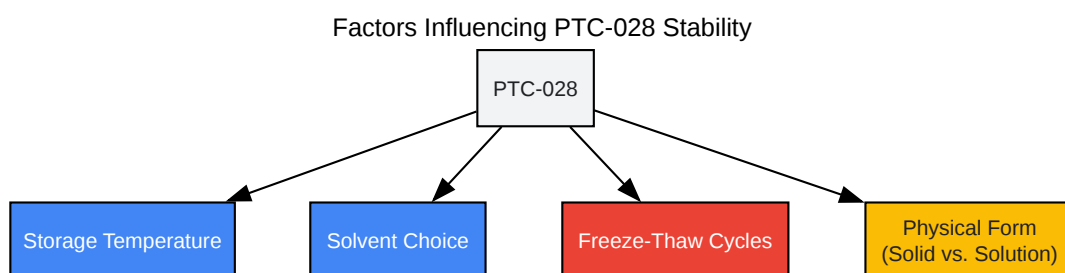 Factors Influencing PTC-028 Stability
PTC-028
Storage Temperature
Solvent Choice
Freeze-Thaw Cycles
Physical Form
(Solid vs. Solution)